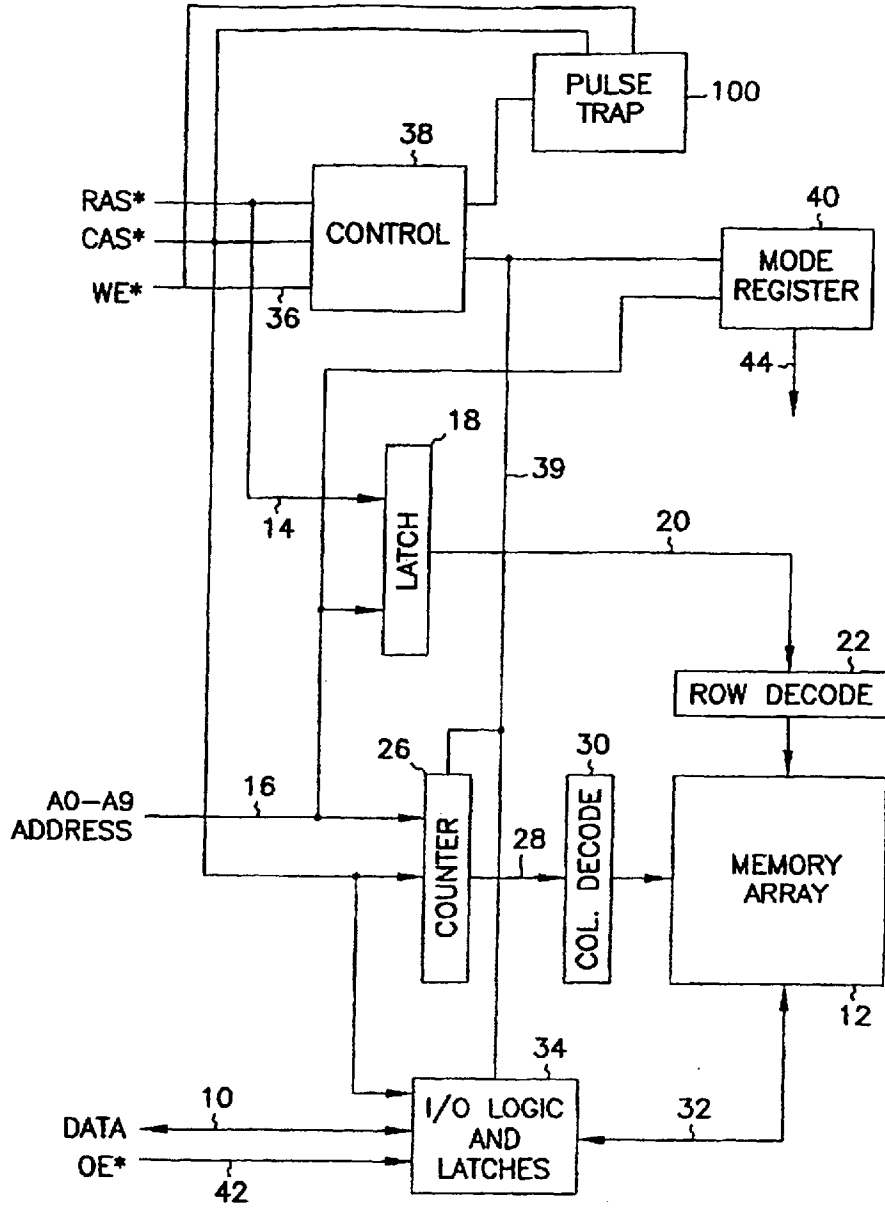 PULSE
TRAP
100
38
RAS*
CAS*
WE*
36
CONTROL
40
MODE
REGISTER
44
18
39
14
LATCH
20
22
ROW DECODE
26
30
A0-A9
ADDRESS
16
COUNTER
28
COL. DECODE
MEMORY
ARRAY
12
34
I/O LOGIC
AND
LATCHES
32
10
DATA
OE*
42